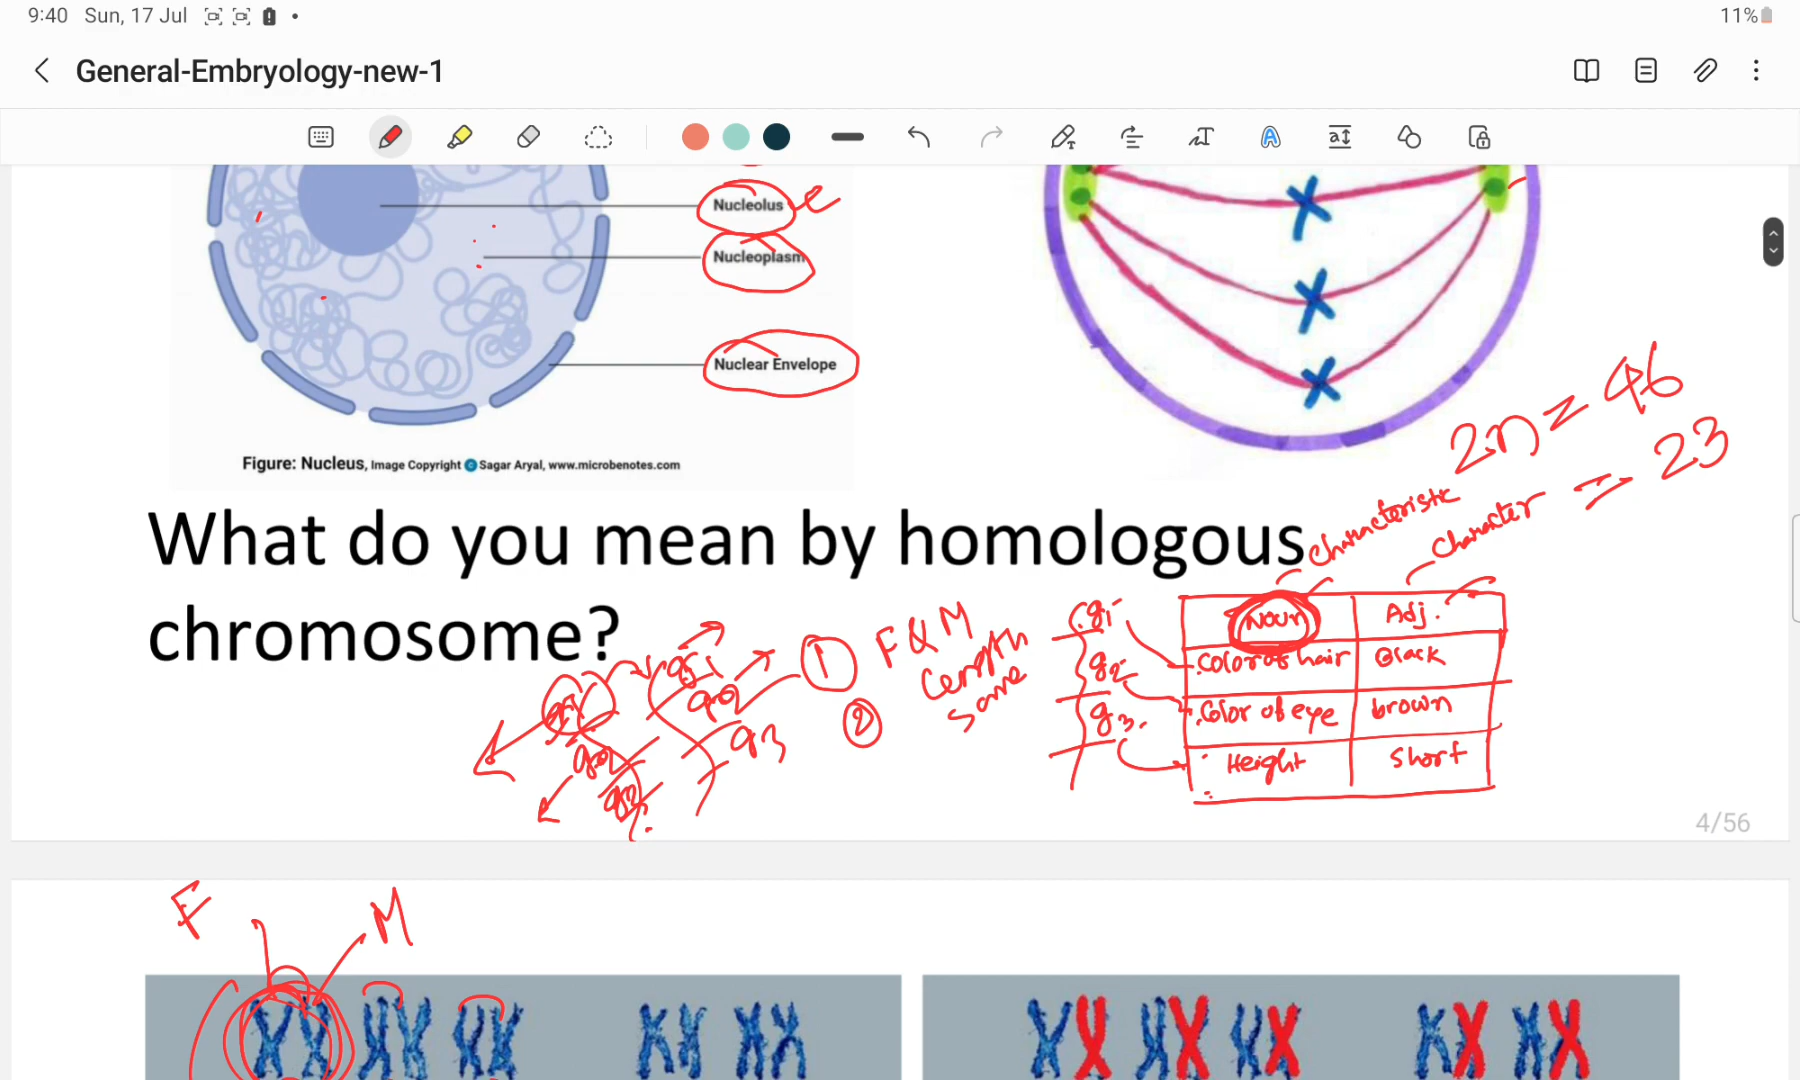 9:40 Sun, 17 Jul
11%
General-Embryology-new-1
Nucleolus
Nucleoplasm
Nuclear Envelope
Figure: Nucleus, Image Copyright Sagar Aryal, www.microbenotes.com
2n = 46
= 23
characteristic
character
What do you mean by homologous
chromosome?
Noun Adj.
g1 Color of hair Black
g2 Color of eye brown
g3. Height Short
① F & M
Length
same
②
g2
g3
4/56
F M